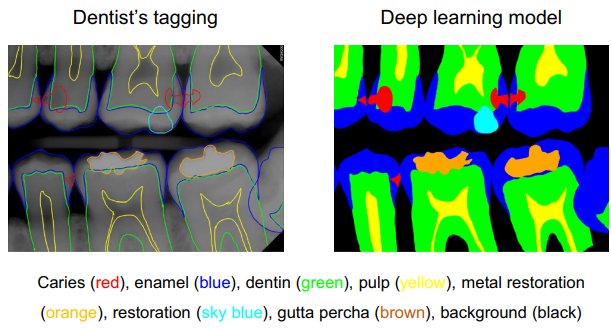 Dentist's tagging
Deep learning model
Caries (red), enamel (blue), dentin (green), pulp (yellow), metal restoration
(orange), restoration (sky blue), gutta percha (brown), background (black)